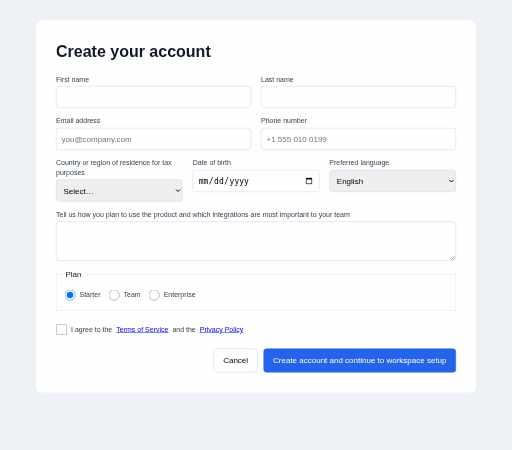 Create your account
First name
Last name
Email address
Phone number
you@company.com
+1 555 010 0199
Country or region of residence for tax
purposes
Date of birth
Preferred language
Select...
mm/dd/yyyy
English
Tell us how you plan to use the product and which integrations are most important to your team
Plan
Starter
Team
Enterprise
I agree to the Terms of Service and the Privacy Policy
Cancel
Create account and continue to workspace setup